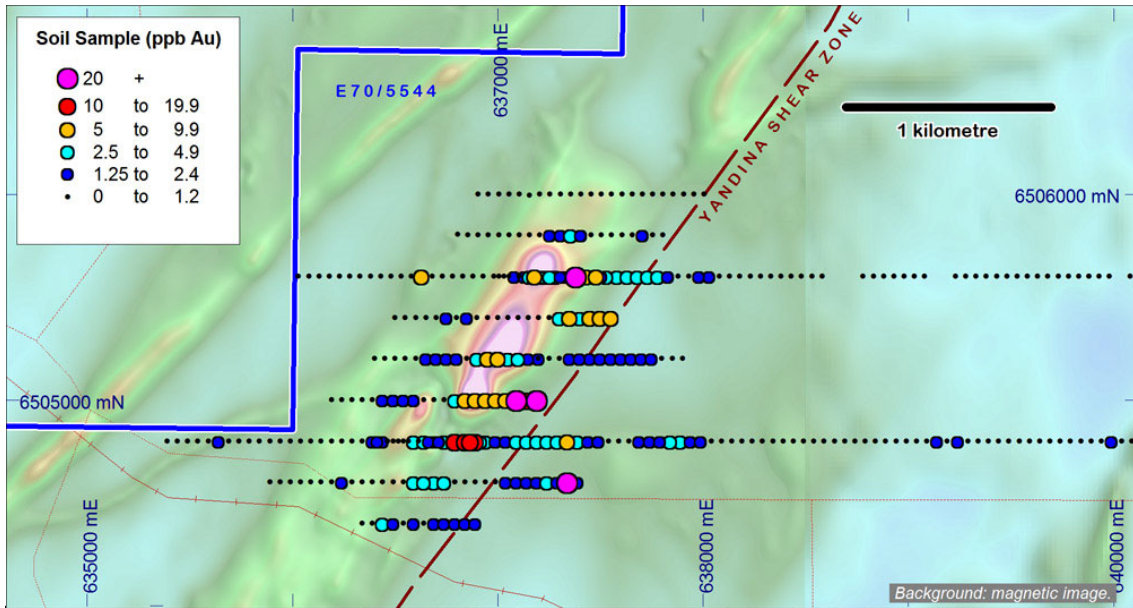 Soil Sample (ppb Au)
20 +
10 to 19.9
5 to 9.9
2.5 to 4.9
1.25 to 2.4
0 to 1.2
E70/5544
637000 mE
YANDINA SHEAR ZONE
1 kilometre
6506000 mN
6505000 mN
635000 mE
638000 mE
640000 mE
Background: magnetic image.